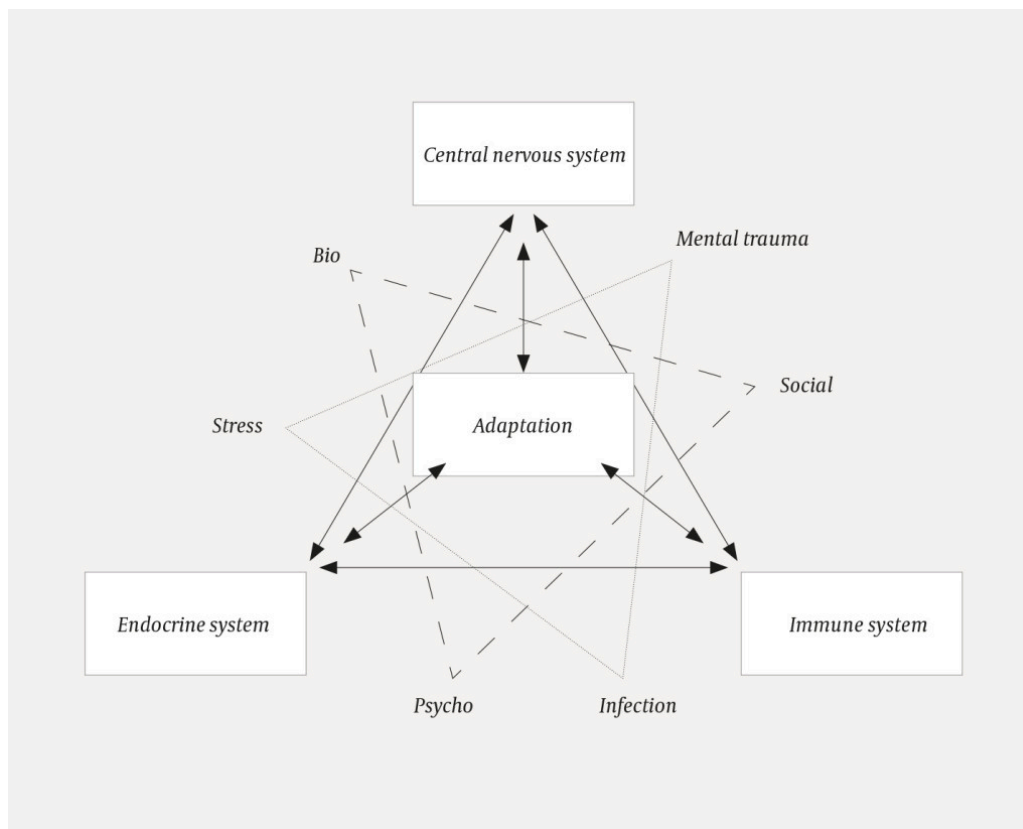 Central nervous system
Mental trauma
Bio
Social
Stress
Adaptation
Endocrine system
Immune system
Psycho
Infection